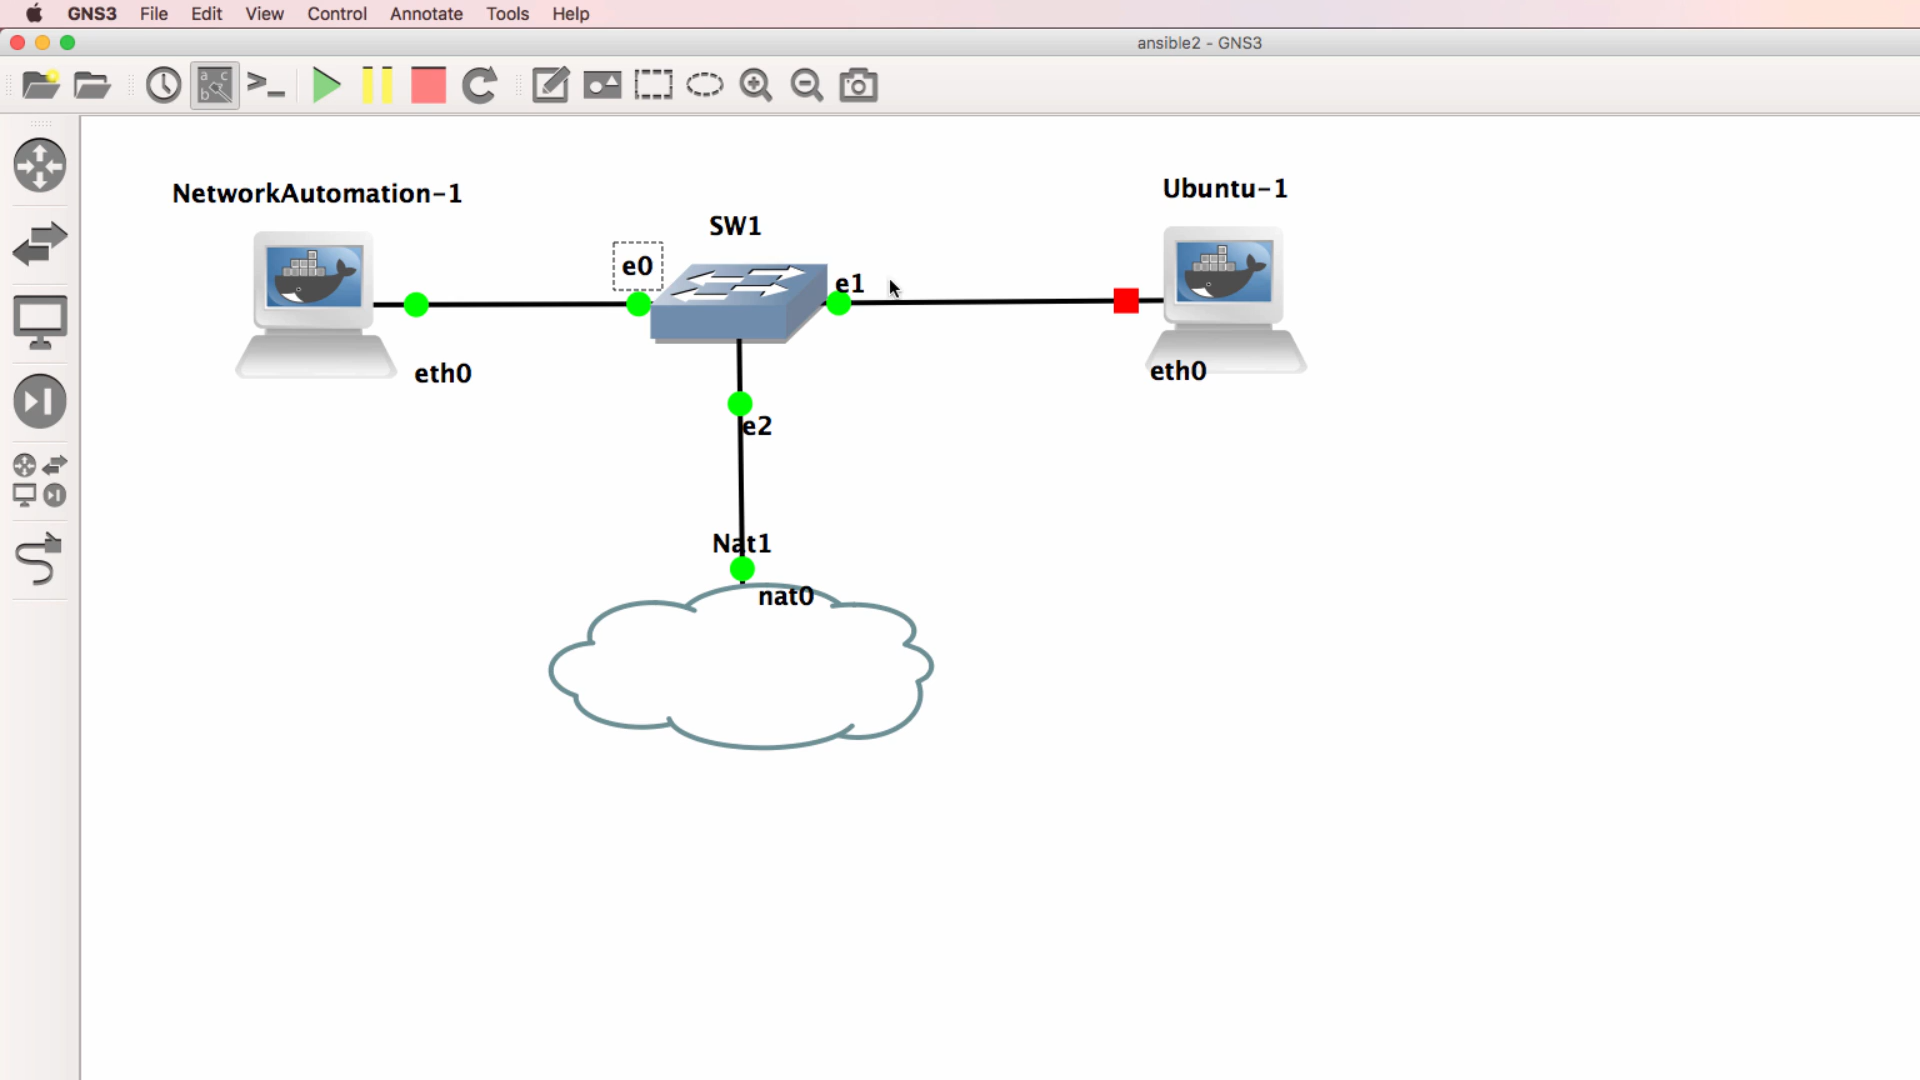 GNS3 File Edit View Control Annotate Tools Help
ansible2 - GNS3
a c
b
>_
NetworkAutomation-1
Ubuntu-1
SW1
e0
e1
eth0
eth0
e2
Nat1
nat0